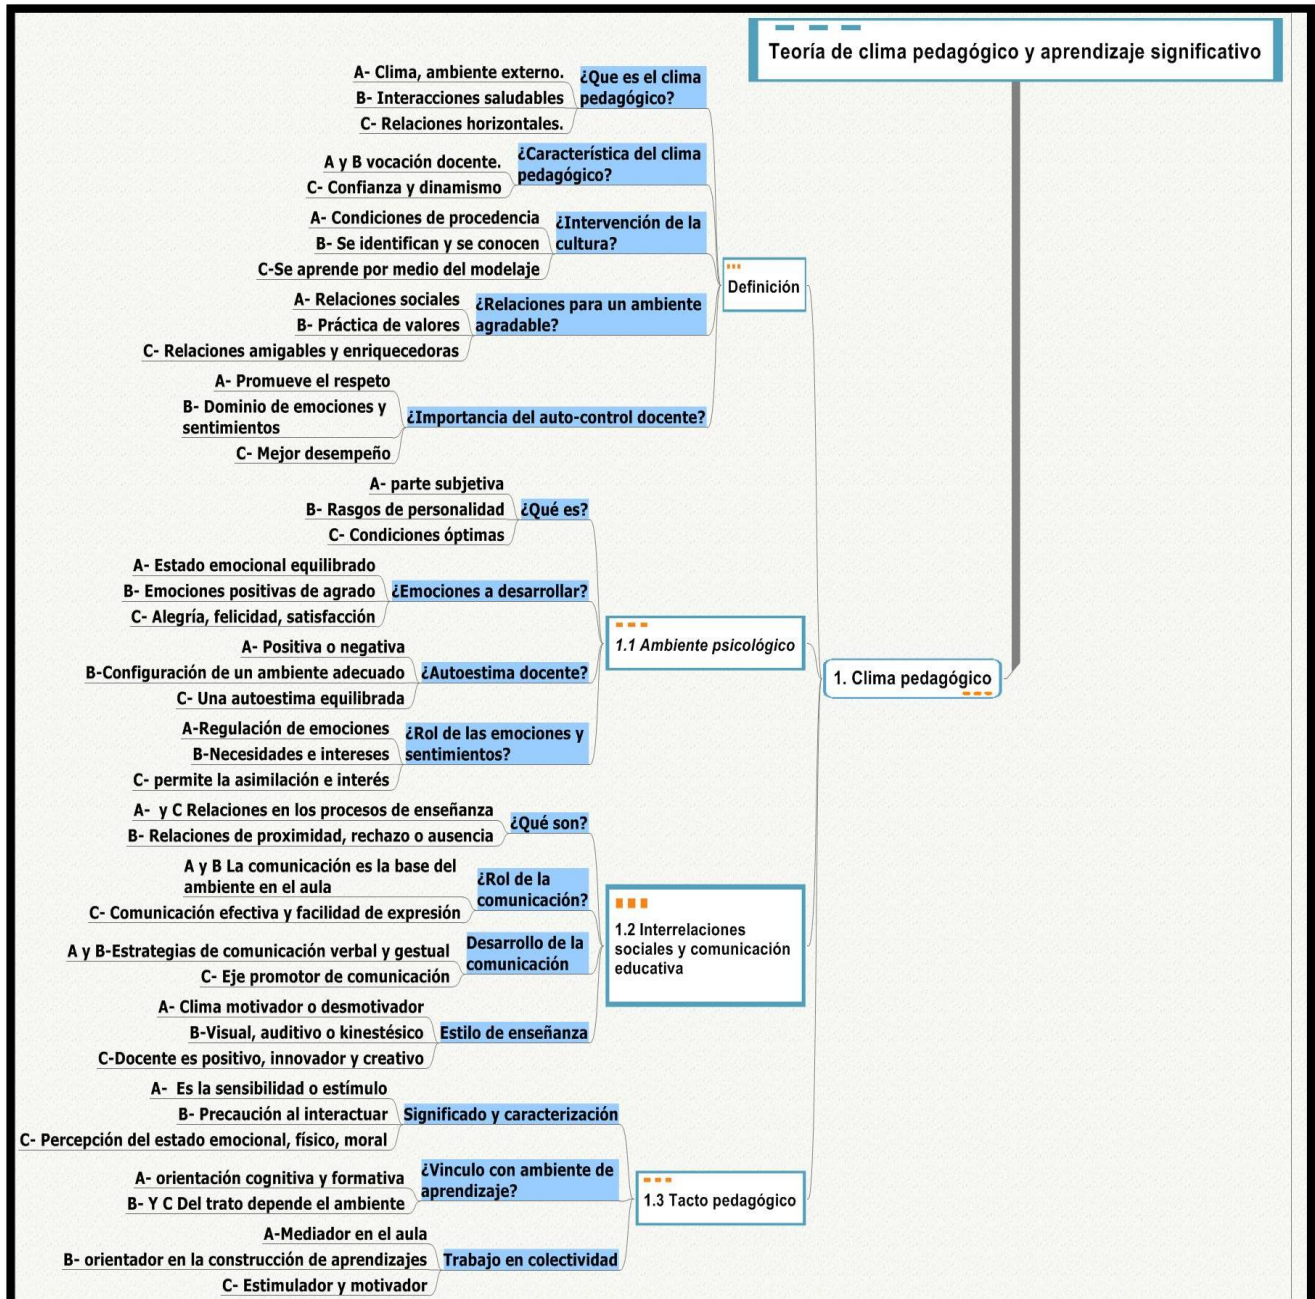 Teoría de clima pedagógico y aprendizaje significativo
1. Clima pedagógico
Definición
¿Que es el clima
pedagógico?
A- Clima, ambiente externo.
B- Interacciones saludables
C- Relaciones horizontales.
¿Característica del clima
pedagógico?
A y B vocación docente.
C- Confianza y dinamismo
¿Intervención de la
cultura?
A- Condiciones de procedencia
B- Se identifican y se conocen
C-Se aprende por medio del modelaje
¿Relaciones para un ambiente
agradable?
A- Relaciones sociales
B- Práctica de valores
C- Relaciones amigables y enriquecedoras
¿Importancia del auto-control docente?
A- Promueve el respeto
B- Dominio de emociones y
sentimientos
C- Mejor desempeño
1.1 Ambiente psicológico
¿Qué es?
A- parte subjetiva
B- Rasgos de personalidad
C- Condiciones óptimas
¿Emociones a desarrollar?
A- Estado emocional equilibrado
B- Emociones positivas de agrado
C- Alegría, felicidad, satisfacción
¿Autoestima docente?
A- Positiva o negativa
B-Configuración de un ambiente adecuado
C- Una autoestima equilibrada
¿Rol de las emociones y
sentimientos?
A-Regulación de emociones
B-Necesidades e intereses
C- permite la asimilación e interés
1.2 Interrelaciones
sociales y comunicación
educativa
¿Qué son?
A-  y C Relaciones en los procesos de enseñanza
B- Relaciones de proximidad, rechazo o ausencia
¿Rol de la
comunicación?
A y B La comunicación es la base del
ambiente en el aula
C- Comunicación efectiva y facilidad de expresión
Desarrollo de la
comunicación
A y B-Estrategias de comunicación verbal y gestual
C- Eje promotor de comunicación
Estilo de enseñanza
A- Clima motivador o desmotivador
B-Visual, auditivo o kinestésico
C-Docente es positivo, innovador y creativo
1.3 Tacto pedagógico
Significado y caracterización
A-  Es la sensibilidad o estímulo
B- Precaución al interactuar
C- Percepción del estado emocional, físico, moral
¿Vinculo con ambiente de
aprendizaje?
A- orientación cognitiva y formativa
B- Y C Del trato depende el ambiente
Trabajo en colectividad
A-Mediador en el aula
B- orientador en la construcción de aprendizajes
C- Estimulador y motivador